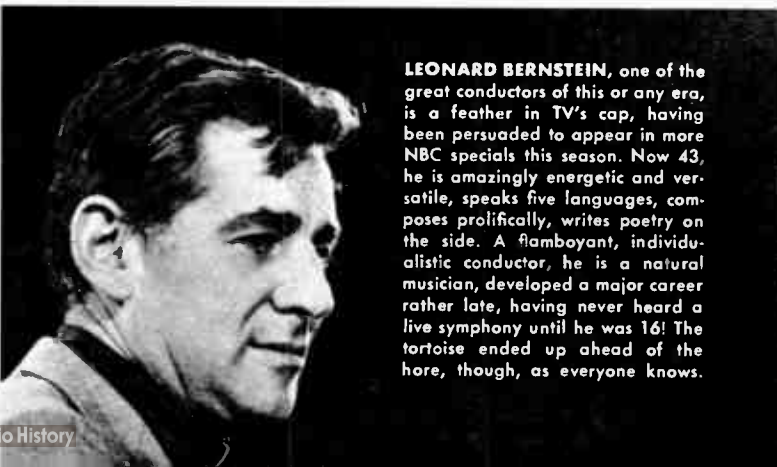 LEONARD BERNSTEIN, one of the
great conductors of this or any era,
is a feather in TV's cap, having
been persuaded to appear in more
NBC specials this season. Now 43,
he is amazingly energetic and ver-
satile, speaks five languages, com-
poses prolifically, writes poetry on
the side. A flamboyant, individu-
alistic conductor, he is a natural
musician, developed a major career
rather late, having never heard a
live symphony until he was 16! The
tortoise ended up ahead of the
hore, though, as everyone knows.
io History